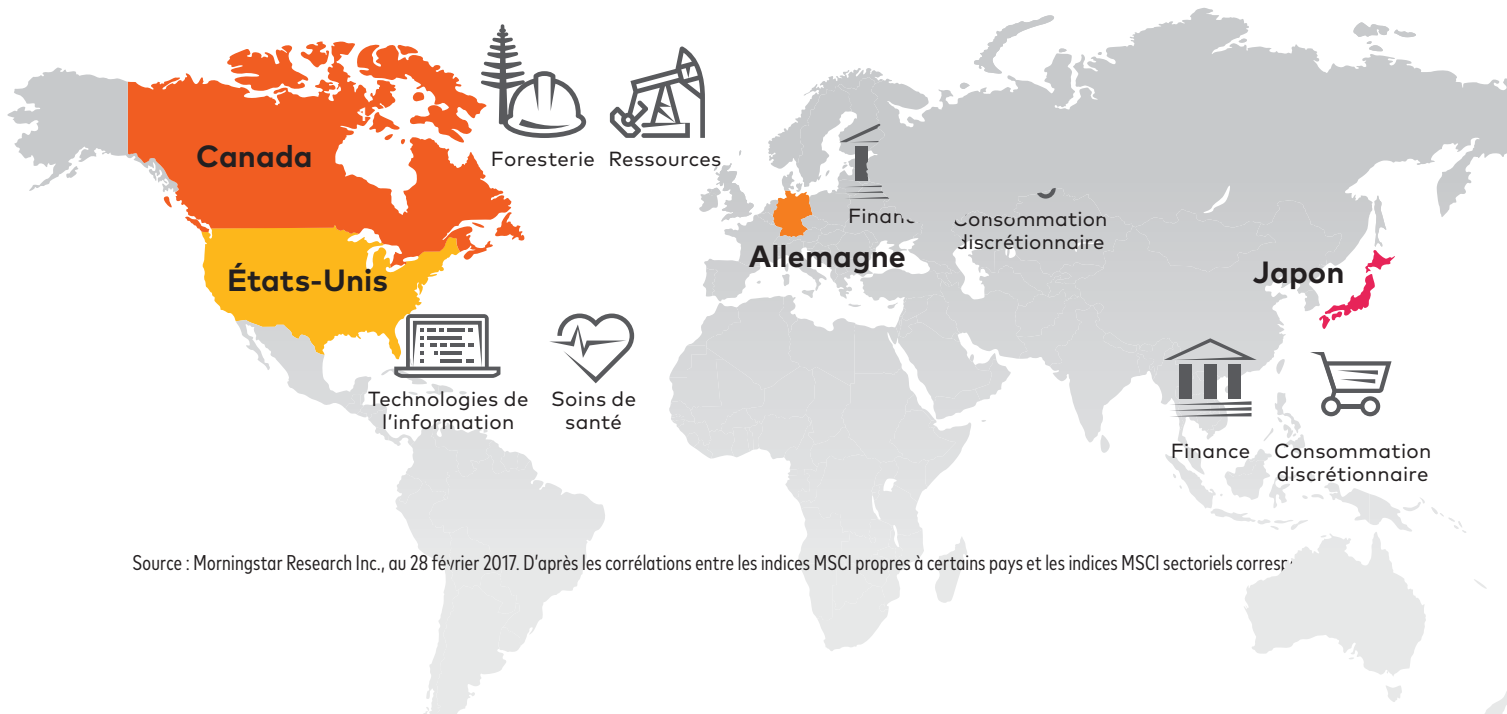 Canada
Foresterie
Ressources
États-Unis
Technologies de
l'information
Soins de
santé
Allemagne
Consommation
discrétionnaire
Japon
Finance
Consommation
discrétionnaire
Source : Morningstar Research Inc., au 28 février 2017. D'après les corrélations entre les indices MSCI propres à certains pays et les indices MSCI sectoriels